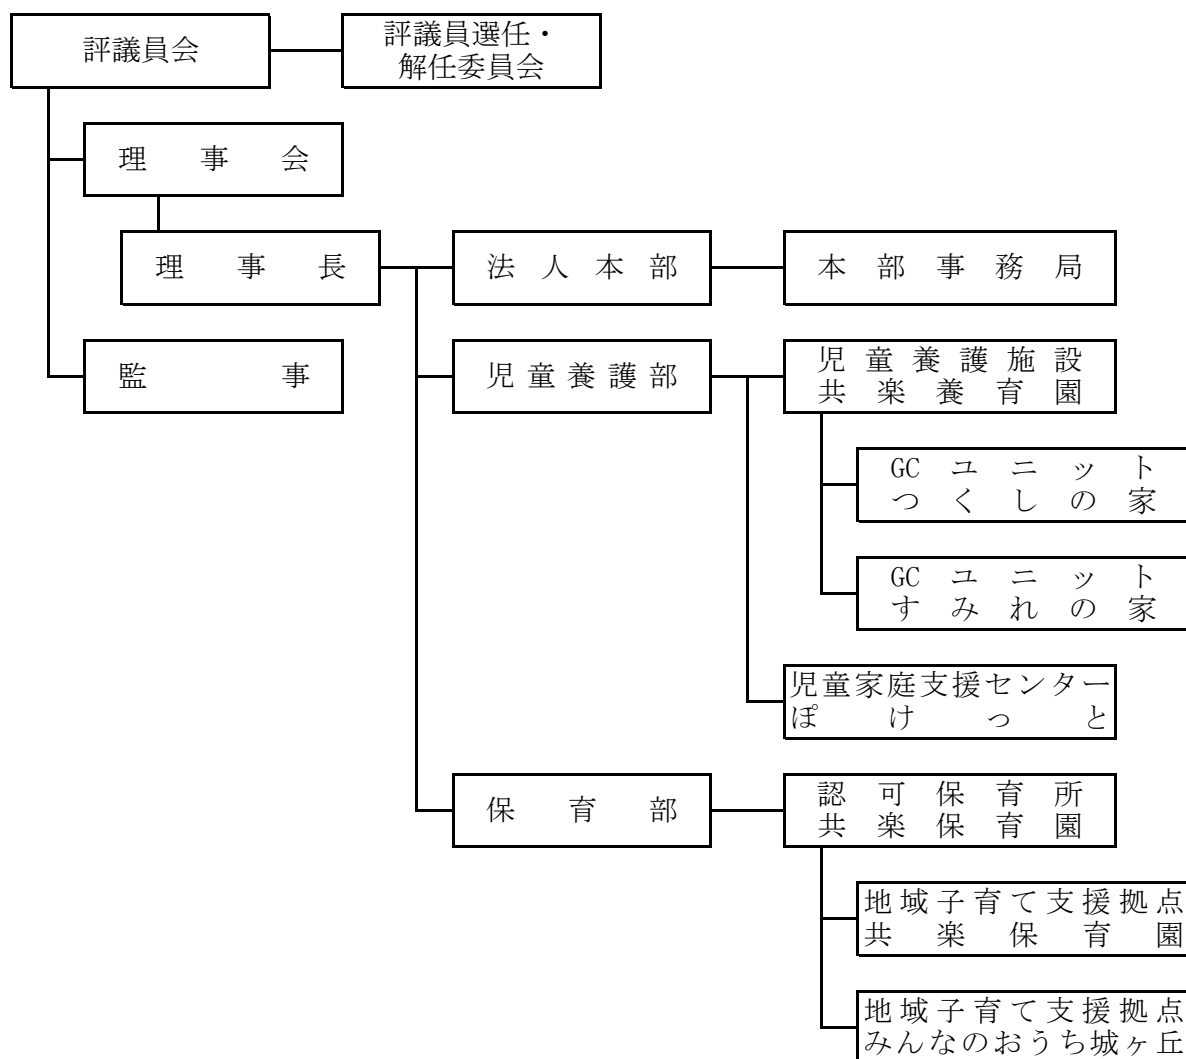 評議員会
評議員選任・
解任委員会
理事会
理事長
法人本部
本部事務局
監事
児童養護部
児童養護施設
共楽養育園
GCユニット
つくしの家
GCユニット
すみれの家
児童家庭支援センター
ぽけっと
保育部
認可保育所
共楽保育園
地域子育て支援拠点
共楽保育園
地域子育て支援拠点
みんなのおうち城ヶ丘